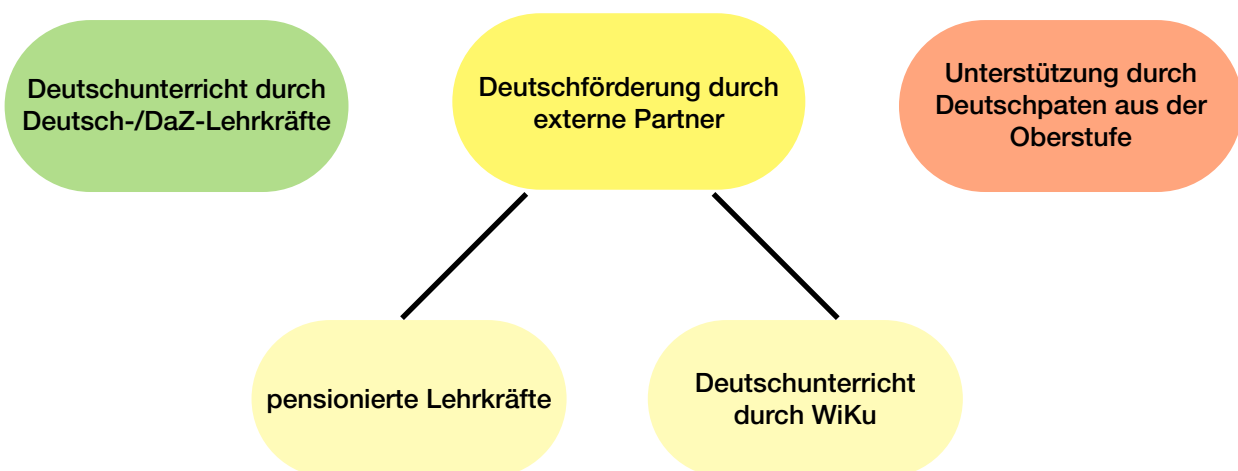 Deutschunterricht durch
Deutsch-/DaZ-Lehrkräfte
Deutschförderung durch
externe Partner
Unterstützung durch
Deutschpaten aus der
Oberstufe
pensionierte Lehrkräfte
Deutschunterricht
durch WiKu